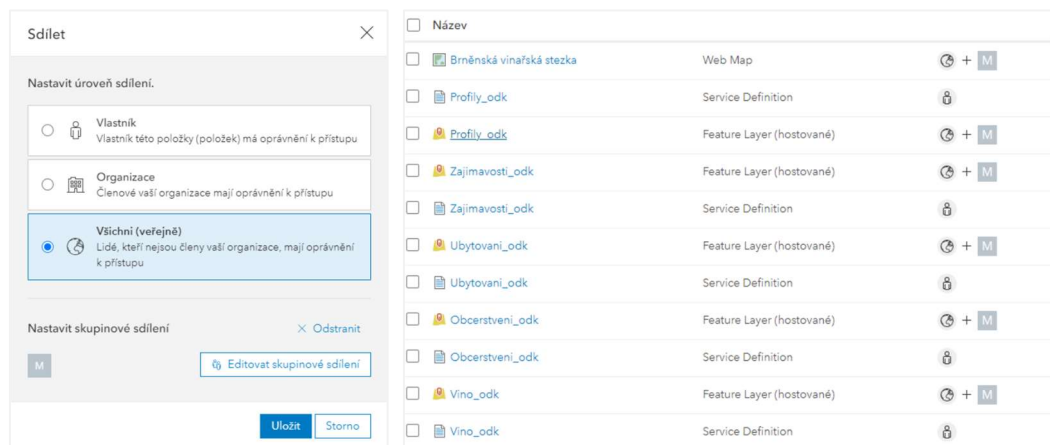 Sdílet
Nastavit úroveň sdílení.
Vlastník
Vlastník této položky (položek) má oprávnění k přístupu
Organizace
Členové vaší organizace mají oprávnění k přístupu
Všichni (veřejně)
Lidé, kteří nejsou členy vaší organizace, mají oprávnění
k přístupu
Nastavit skupinové sdílení
Odstranit
M
Editovat skupinové sdílení
Uložit
Storno
Název
Brněnská vinařská stezka Web Map + M
Profily_odk Service Definition
Profily_odk Feature Layer (hostované) + M
Zajimavosti_odk Feature Layer (hostované) + M
Zajimavosti_odk Service Definition
Ubytovani_odk Feature Layer (hostované) + M
Ubytovani_odk Service Definition
Obcerstveni_odk Feature Layer (hostované) + M
Obcerstveni_odk Service Definition
Vino_odk Feature Layer (hostované) + M
Vino_odk Service Definition